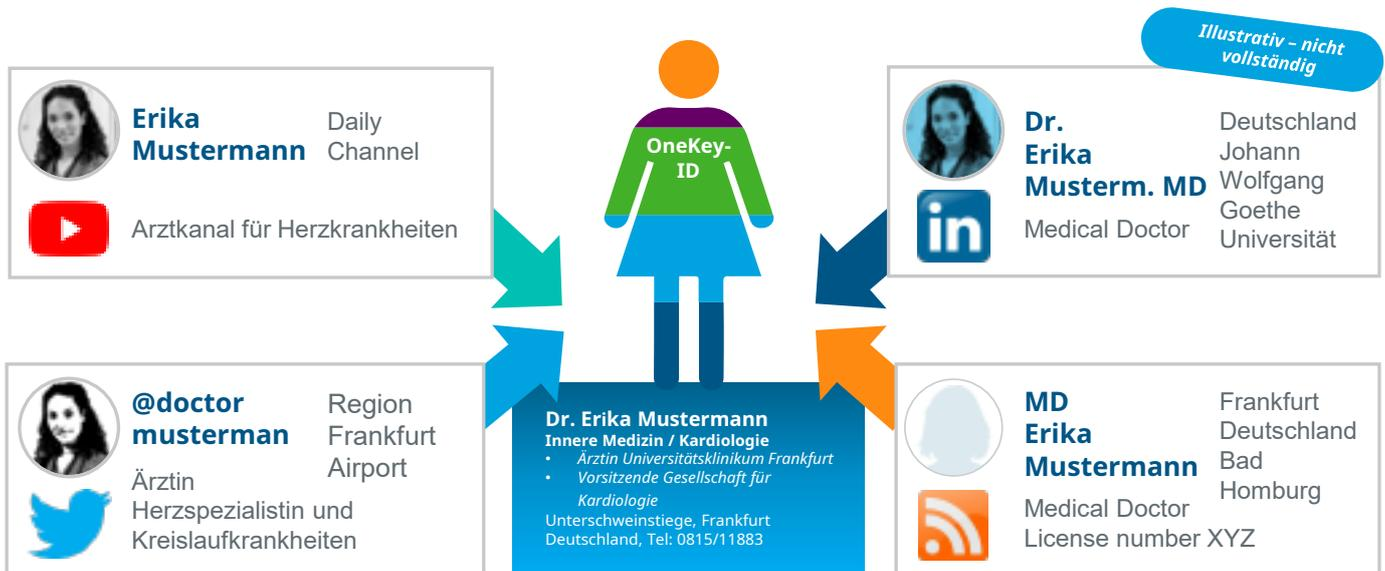 Illustrativ – nicht
vollständig
Erika
Mustermann
Daily
Channel
Arztkanal für Herzkrankheiten
OneKey-
ID
Dr.
Erika
Musterm. MD
Medical Doctor
Deutschland
Johann
Wolfgang
Goethe
Universität
in
@doctor
musterman
Region
Frankfurt
Airport
Ärztin
Herzspezialistin und
Kreislaufkrankheiten
Dr. Erika Mustermann
Innere Medizin / Kardiologie
• Ärztin Universitätsklinikum Frankfurt
• Vorsitzende Gesellschaft für
Kardiologie
Unterschweinstiege, Frankfurt
Deutschland, Tel: 0815/11883
MD
Erika
Mustermann
Medical Doctor
License number XYZ
Frankfurt
Deutschland
Bad
Homburg